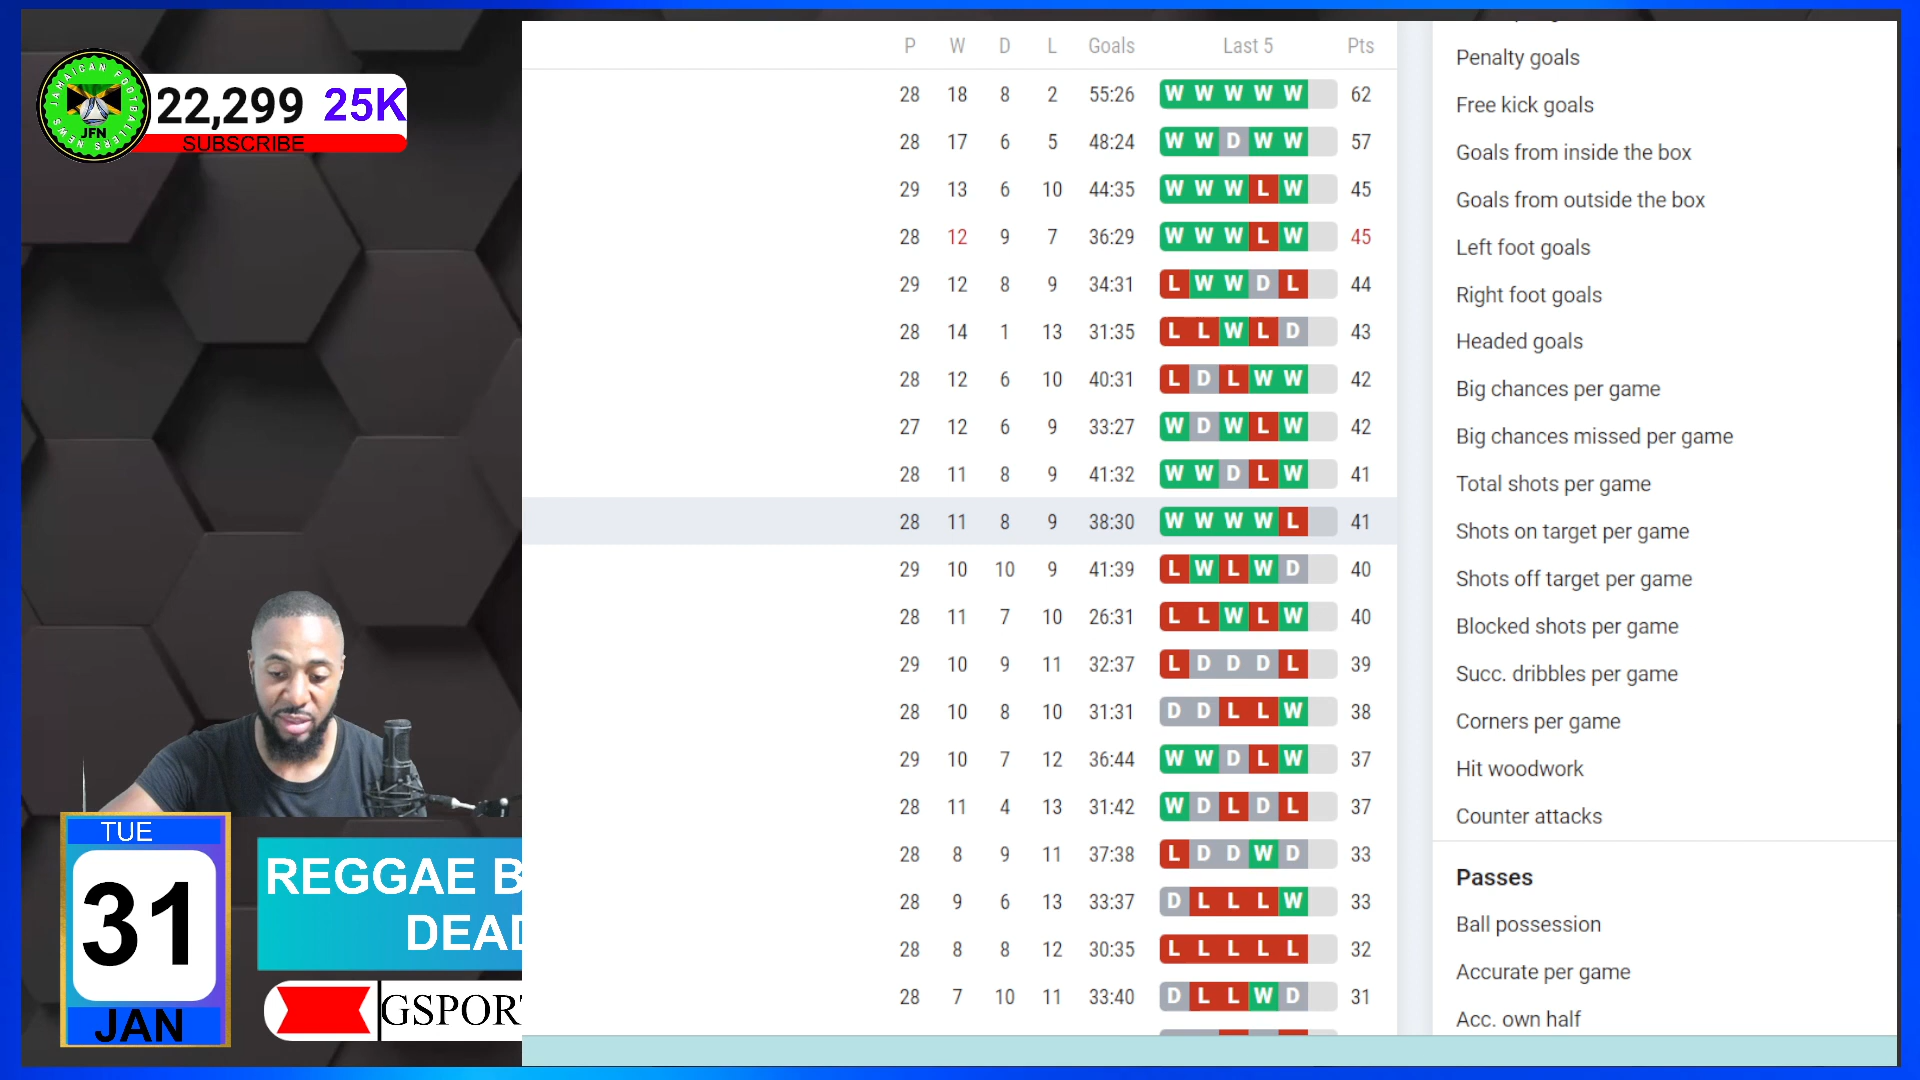 JAMAICAN FOOTBALLERS NEWS
JFN
22,299 25K
SUBSCRIBE
P W D L Goals Last 5 Pts
28 18 8 2 55:26 W W W W W 62
28 17 6 5 48:24 W W D W W 57
29 13 6 10 44:35 W W W L W 45
28 12 9 7 36:29 W W W L W 45
29 12 8 9 34:31 L W W D L 44
28 14 1 13 31:35 L L W L D 43
28 12 6 10 40:31 L D L W W 42
27 12 6 9 33:27 W D W L W 42
28 11 8 9 41:32 W W D L W 41
28 11 8 9 38:30 W W W W L 41
29 10 10 9 41:39 L W L W D 40
28 11 7 10 26:31 L L W L W 40
29 10 9 11 32:37 L D D D L 39
28 10 8 10 31:31 D D L L W 38
29 10 7 12 36:44 W W D L W 37
28 11 4 13 31:42 W D L D L 37
28 8 9 11 37:38 L D D W D 33
28 9 6 13 33:37 D L L L W 33
28 8 8 12 30:35 L L L L L 32
28 7 10 11 33:40 D L L W D 31
Penalty goals
Free kick goals
Goals from inside the box
Goals from outside the box
Left foot goals
Right foot goals
Headed goals
Big chances per game
Big chances missed per game
Total shots per game
Shots on target per game
Shots off target per game
Blocked shots per game
Succ. dribbles per game
Corners per game
Hit woodwork
Counter attacks
Passes
Ball possession
Accurate per game
Acc. own half
TUE
31
JAN
REGGAE B
DEAD
GSPORT